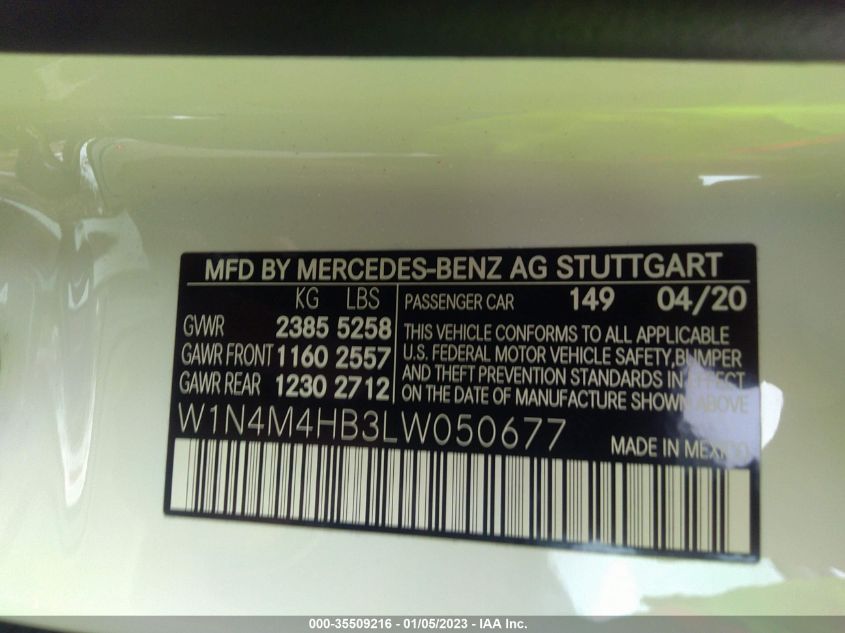 MFD BY MERCEDES-BENZ AG STUTTGART
KG LBS
GVWR 2385 5258
GAWR FRONT 1160 2557
GAWR REAR 1230 2712
PASSENGER CAR 149 04/20
THIS VEHICLE CONFORMS TO ALL APPLICABLE
U.S. FEDERAL MOTOR VEHICLE SAFETY, BUMPER
AND THEFT PREVENTION STANDARDS IN EFFECT
ON THE DATE OF MANUFACTURE SHOWN ABOVE
W1N4M4HB3LW050677
MADE IN MEXICO
000-35509216 - 01/05/2023 - IAA Inc.